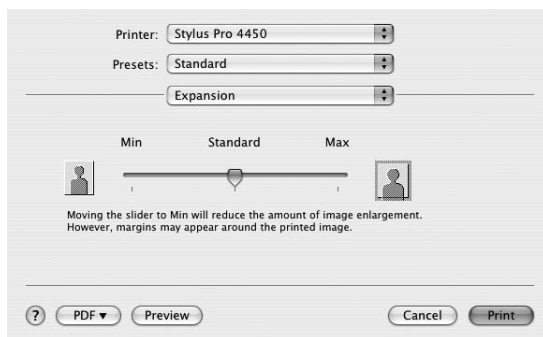 Printer: Stylus Pro 4450
Presets: Standard
Expansion
Min Standard Max
Moving the slider to Min will reduce the amount of image enlargement.
However, margins may appear around the printed image.
? PDF ▼ Preview Cancel Print